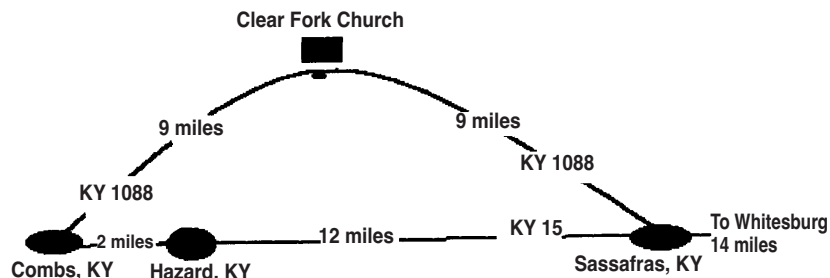 Clear Fork Church
9 miles
9 miles
KY 1088
KY 1088
2 miles
12 miles
KY 15
To Whitesburg
14 miles
Combs, KY
Hazard, KY
Sassafras, KY